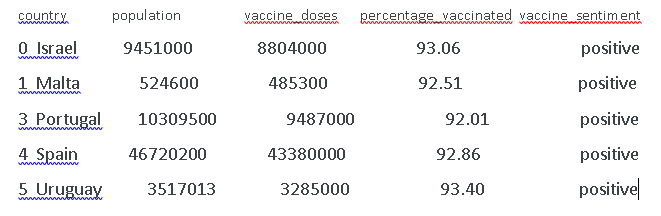 country population vaccine_doses percentage_vaccinated vaccine_sentiment
0 Israel 9451000 8804000 93.06 positive
1 Malta 524600 485300 92.51 positive
3 Portugal 10309500 9487000 92.01 positive
4 Spain 46720200 43380000 92.86 positive
5 Uruguay 3517013 3285000 93.40 positive